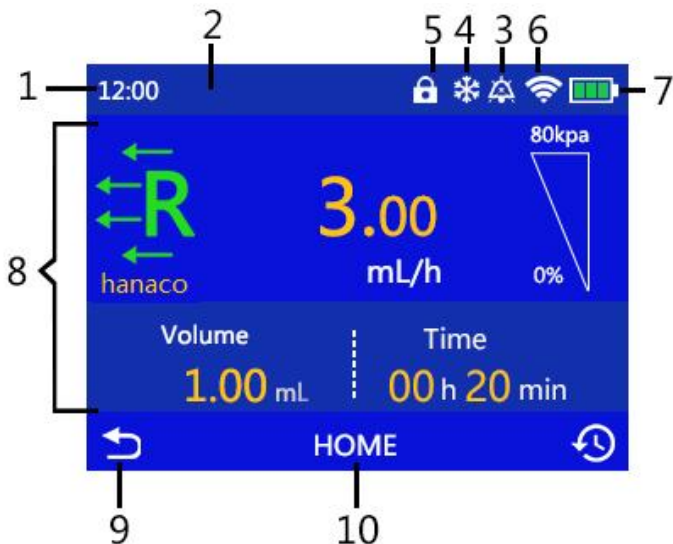 5 4 3 6
2
1
7
12:00
80kpa
R
3.00
8
hanaco
mL/h
0%
Volume
Time
1.00 mL
00 h 20 min
HOME
9
10